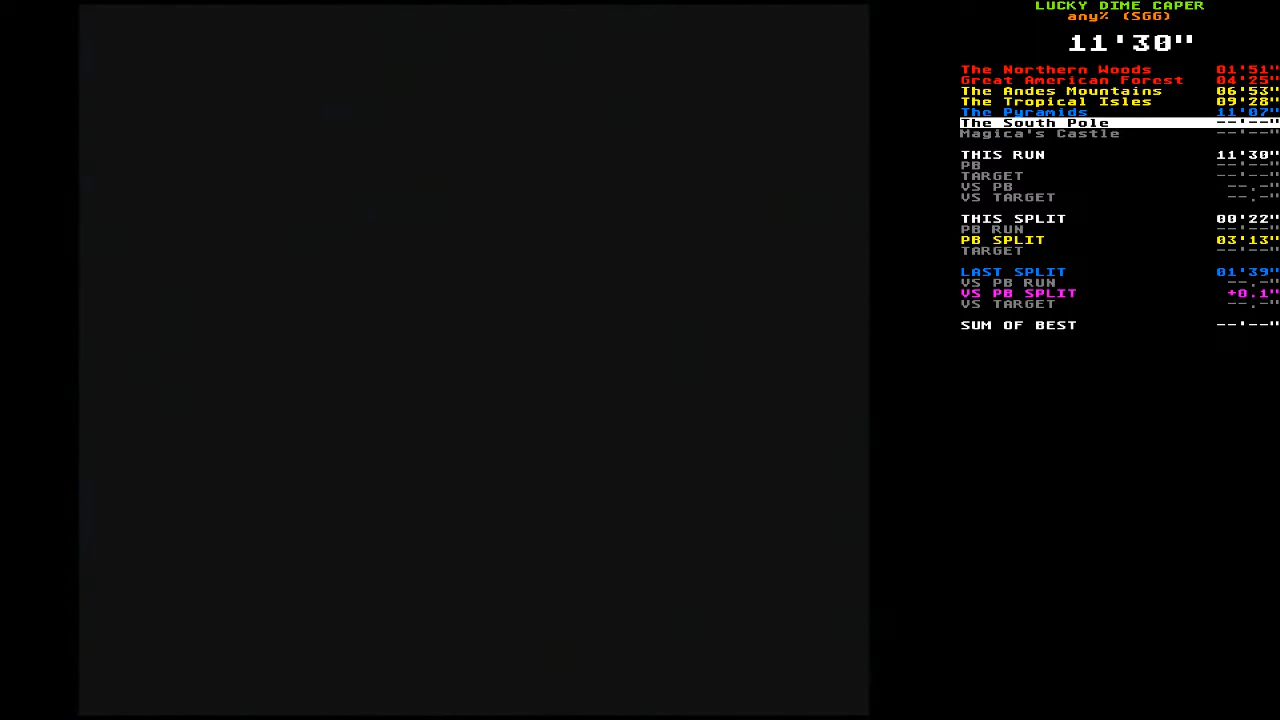 LUCKY DIME CAPER
any% (SGG)
11'30"
The Northern Woods 01'51"
Great American Forest 04'25"
The Andes Mountains 06'53"
The Tropical Isles 09'28"
The Pyramids 11'07"
The South Pole --'--"
Magica's Castle --'--"
THIS RUN 11'30"
PB --'--"
TARGET --'--"
VS PB --.-"
VS TARGET --.-"
THIS SPLIT 00'22"
PB RUN --'--"
PB SPLIT 03'13"
TARGET --'--"
LAST SPLIT 01'39"
VS PB RUN --.-"
VS PB SPLIT +0.1"
VS TARGET --.-"
SUM OF BEST --'--"